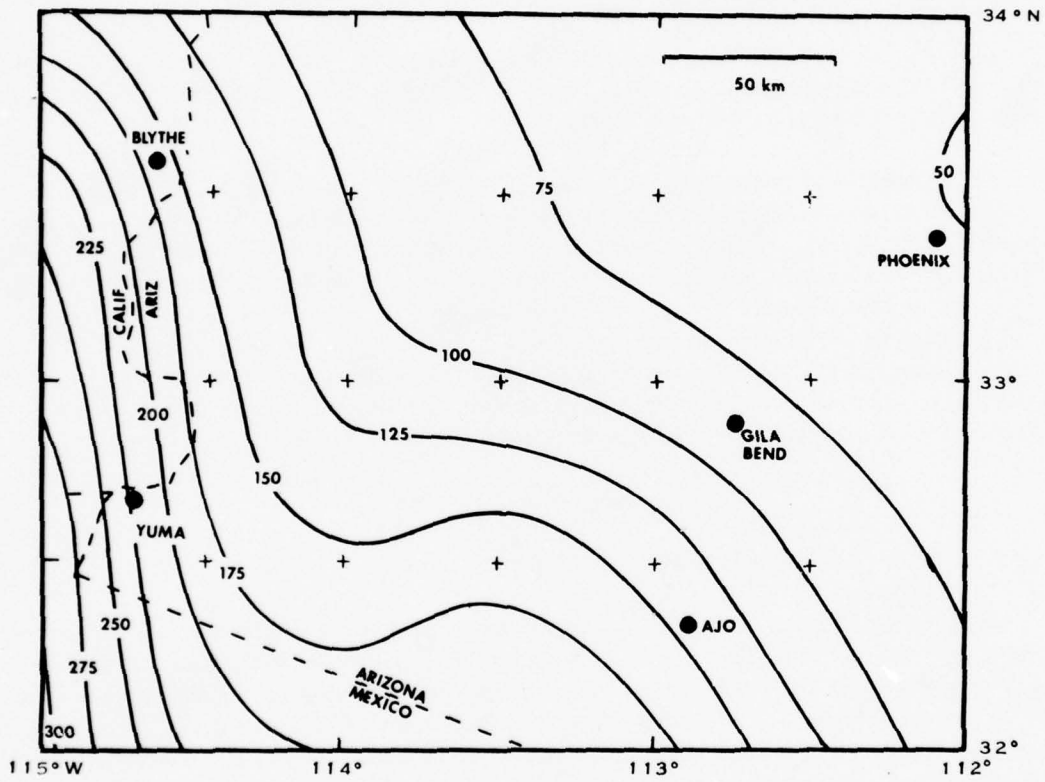 34°N
50 km
BLYTHE
75
50
PHOENIX
225
CALIF
ARIZ
100
33°
200
125
GILA
BEND
150
YUMA
175
250
AJO
275
ARIZONA
MEXICO
300
32°
115°W
114°
113°
112°